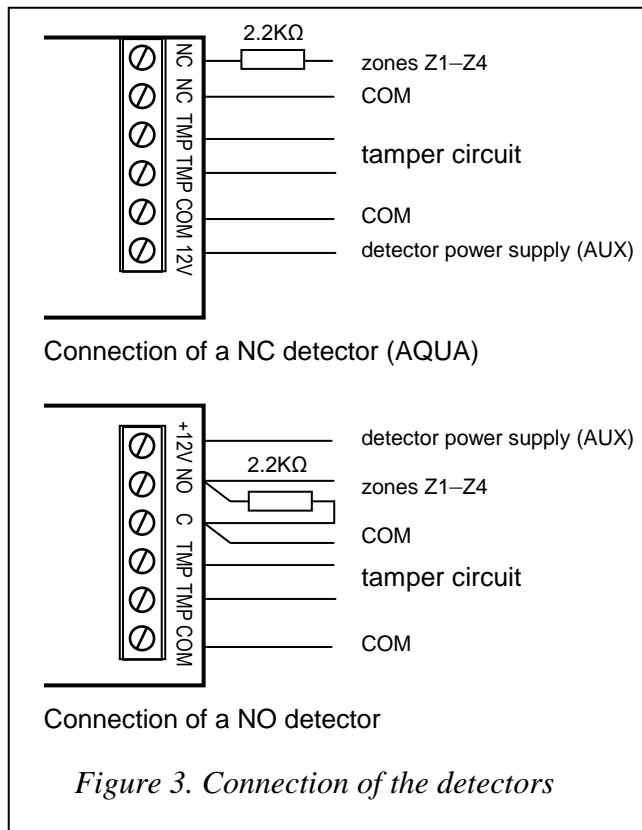 2.2KΩ
NC zones Z1–Z4
NC COM
TMP
TMP
tamper circuit
COM COM
12V detector power supply (AUX)
Connection of a NC detector (AQUA)
+12V detector power supply (AUX)
2.2KΩ
NO zones Z1–Z4
C COM
TMP
TMP
tamper circuit
COM COM
Connection of a NO detector
Figure 3. Connection of the detectors